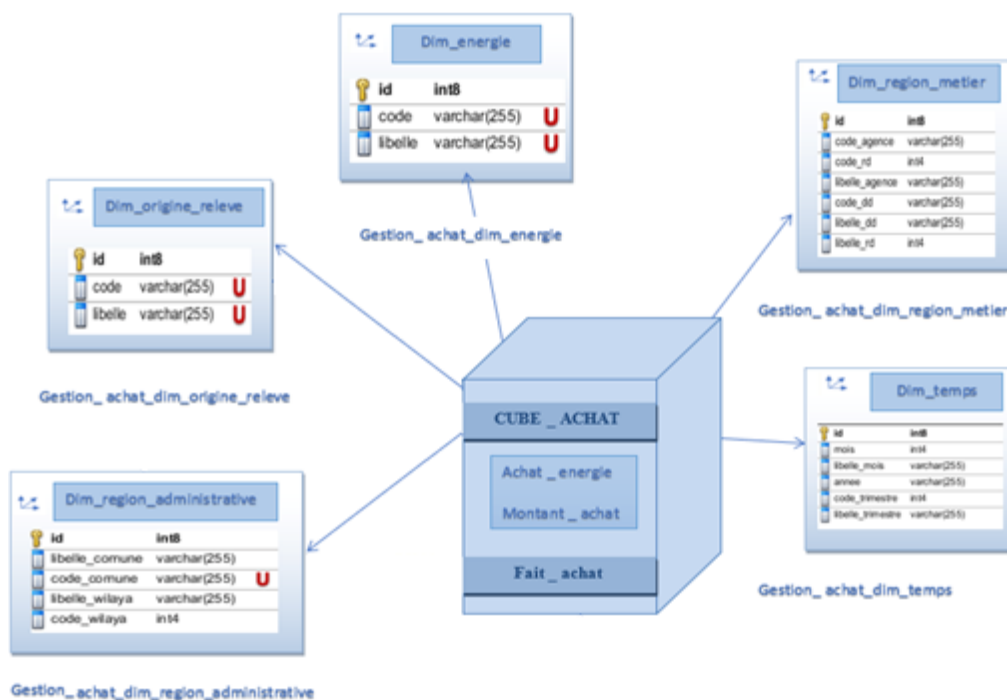 Dim_energie
id int8
code varchar(255) U
libelle varchar(255) U
Gestion_ achat_dim_energie
Dim_region_metier
id int8
code_agence varchar(255)
code_rd int4
libelle_agence varchar(255)
code_dd varchar(255)
libelle_dd varchar(255)
libelle_rd int4
Gestion_ achat_dim_region_metier
Dim_origine_releve
id int8
code varchar(255) U
libelle varchar(255) U
Gestion_ achat_dim_origine_releve
CUBE _ ACHAT
Achat _ energie
Montant _ achat
Fait _ achat
Dim_temps
id int8
mois int4
libelle_mois varchar(255)
annee varchar(255)
code_trimestre int4
libelle_trimestre varchar(255)
Gestion_ achat_dim_temps
Dim_region_administrative
id int8
libelle_comune varchar(255)
code_comune varchar(255) U
libelle_wilaya varchar(255)
code_wilaya int4
Gestion_ achat_dim_region_administrative